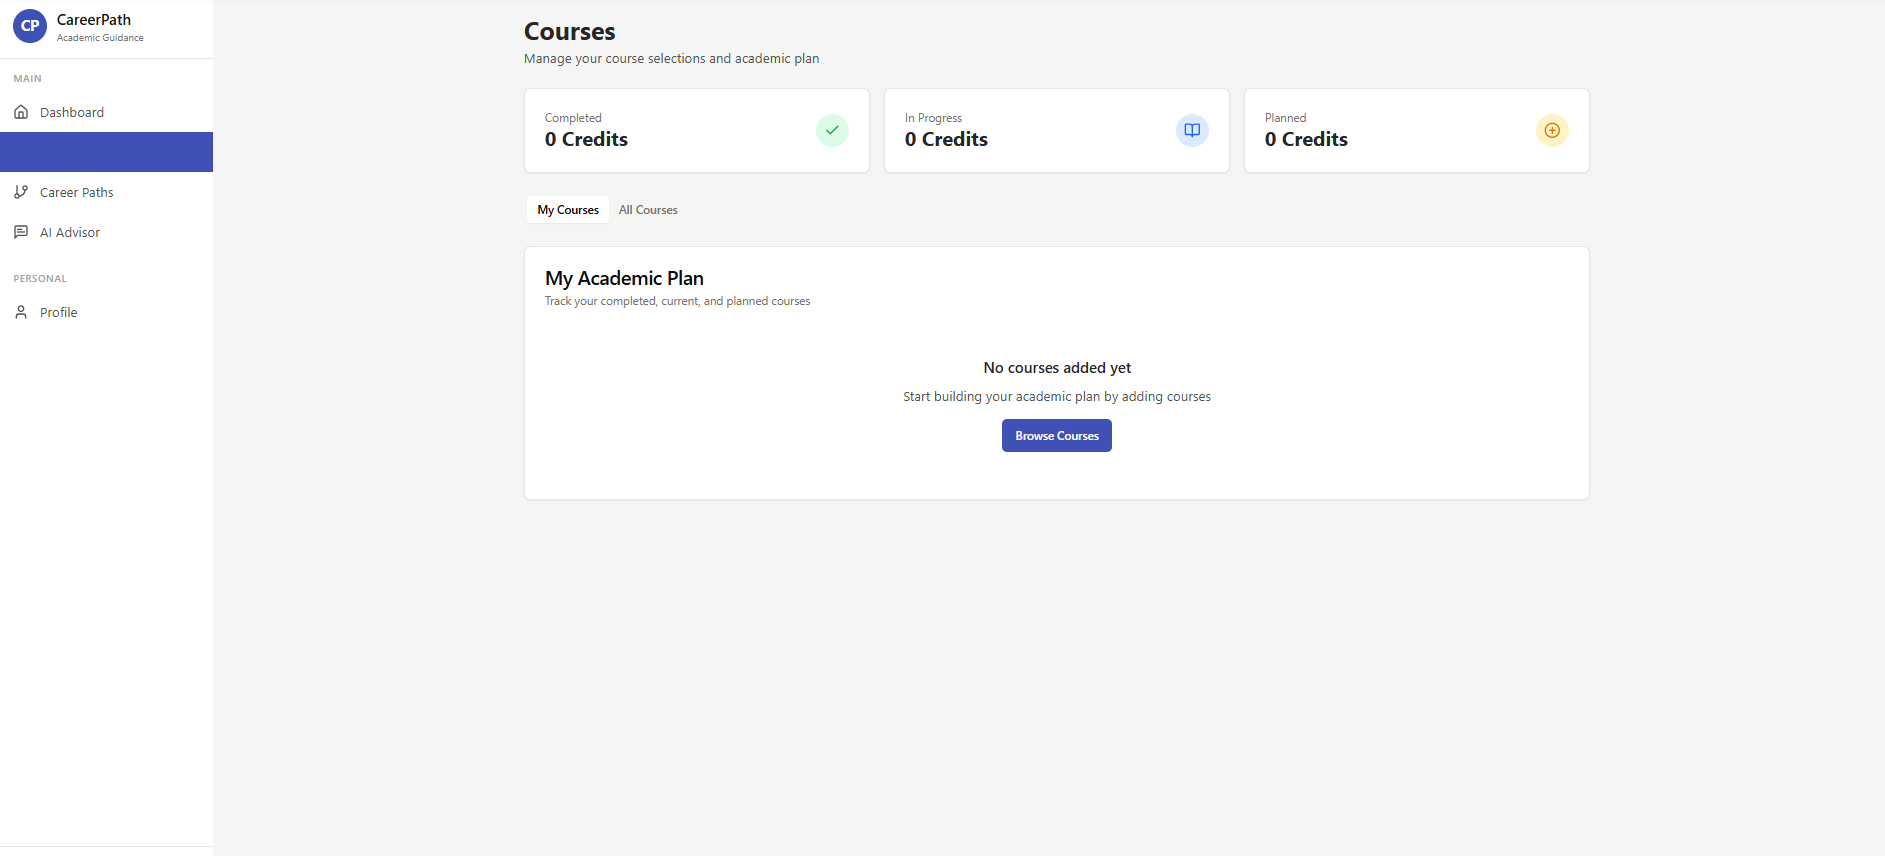 CP
CareerPath
Academic Guidance
MAIN
Dashboard
Career Paths
AI Advisor
PERSONAL
Profile
Courses
Manage your course selections and academic plan
Completed
0 Credits
In Progress
0 Credits
Planned
0 Credits
My Courses
All Courses
My Academic Plan
Track your completed, current, and planned courses
No courses added yet
Start building your academic plan by adding courses
Browse Courses